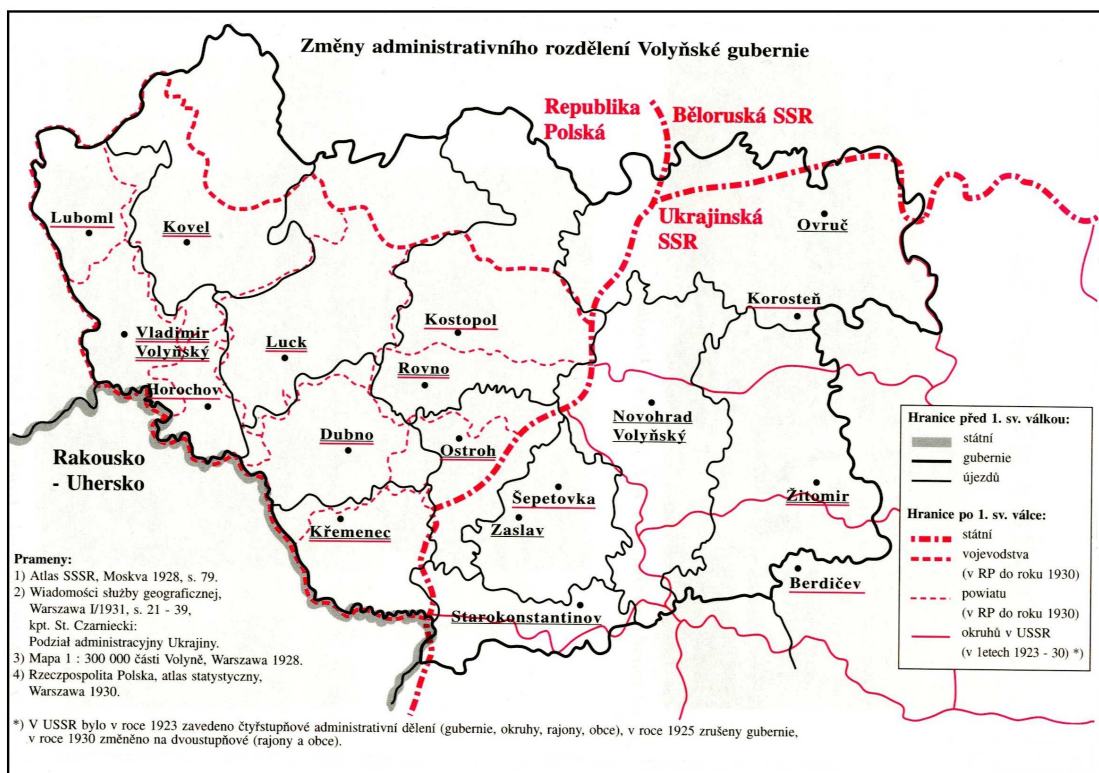 Změny administrativního rozdělení Volyňské gubernie
Republika
Polská
Běloruská SSR
Ukrajinská
SSR
Luboml
Kovel
Ovruč
Korosteň
Kostopol
Vladimir
Volyňský
Luck
Rovno
Horochov
Novohrad
Volyňský
Dubno
Ostroh
Rakousko
- Uhersko
Šepetovka
Zaslav
Žitomir
Křemenec
Berdičev
Starokonstantinov
Hranice před 1. sv. válkou:
státní
gubernie
újezdů
Hranice po 1. sv. válce:
státní
vojevodstva
(v RP do roku 1930)
powiatu
(v RP do roku 1930)
okruhů v USSR
(v letech 1923 - 30) *)
Prameny:
1) Atlas SSSR, Moskva 1928, s. 79.
2) Wiadomości służby geograficznej,
Warszawa I/1931, s. 21 - 39,
kpt. St. Czarniecki:
Podział administracyjny Ukrajiny.
3) Mapa 1 : 300 000 části Volyně, Warszawa 1928.
4) Rzeczpospolita Polska, atlas statystyczny,
Warszawa 1930.
*) V USSR bylo v roce 1923 zavedeno čtyřstupňové administrativní dělení (gubernie, okruhy, rajony, obce), v roce 1925 zrušeny gubernie,
v roce 1930 změněno na dvoustupňové (rajony a obce).